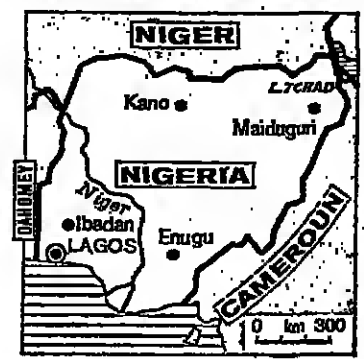 NIGER
L.TCHAD
Kano
Maiduguri
NIGERIA
DAHOMEY
Niger
Ibadan
LAGOS
Enugu
CAMEROUN
0 km 300